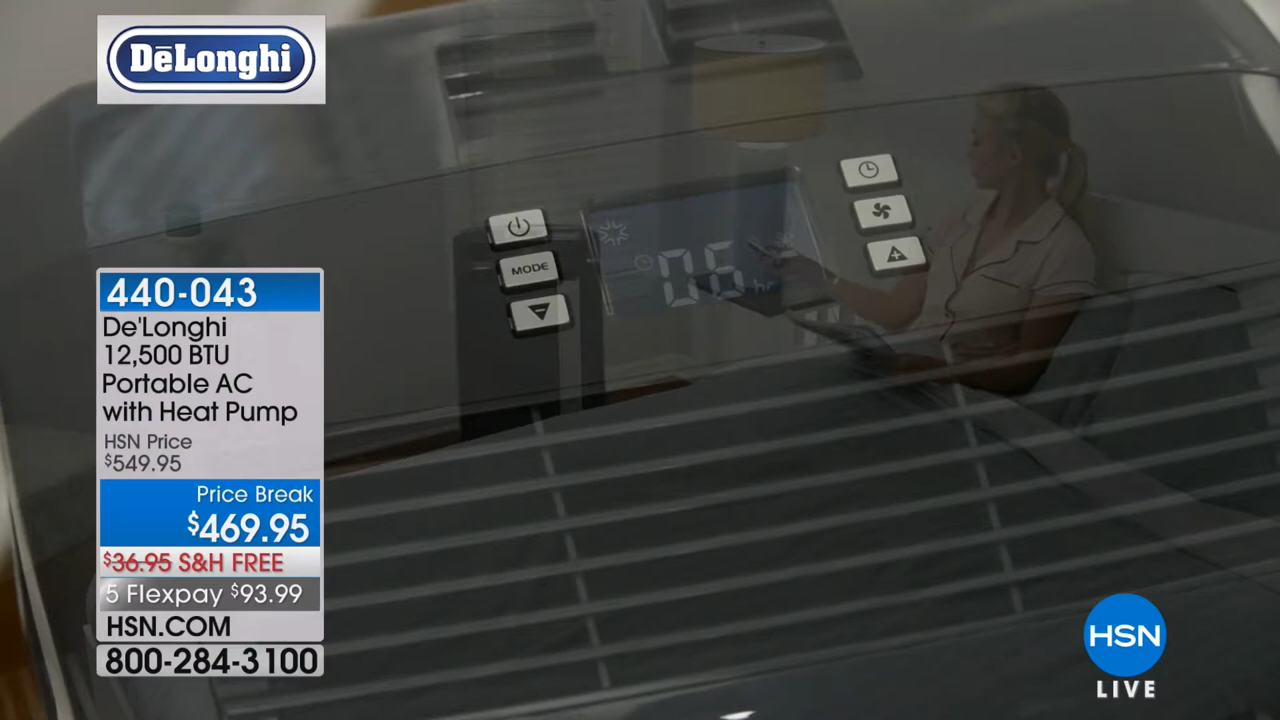 DēLonghi
440-043
De'Longhi
12,500 BTU
Portable AC
with Heat Pump
HSN Price
$549.95
Price Break
$469.95
$36.95 S&H FREE
5 Flexpay $93.99
HSN.COM
800-284-3100
MODE
06 hr
HSN
LIVE